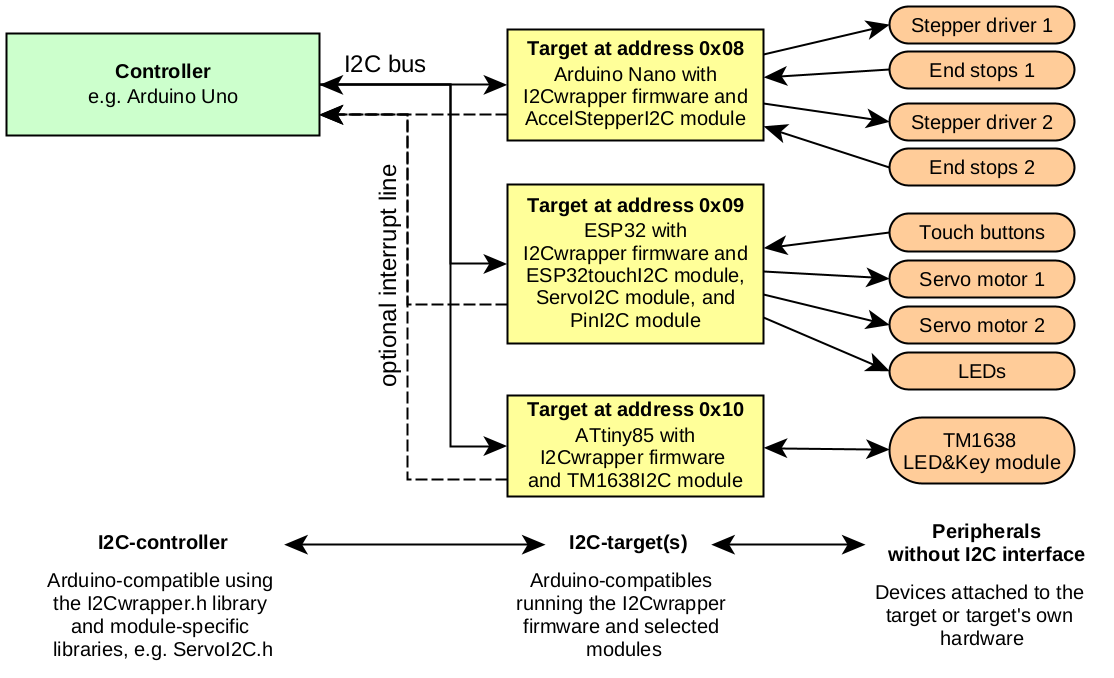 Controller
e.g. Arduino Uno
I2C bus
optional interrupt line
Target at address 0x08
Arduino Nano with
I2Cwrapper firmware and
AccelStepperI2C module
Target at address 0x09
ESP32 with
I2Cwrapper firmware and
ESP32touchI2C module,
ServoI2C module, and
PinI2C module
Target at address 0x10
ATtiny85 with
I2Cwrapper firmware
and TM1638I2C module
Stepper driver 1
End stops 1
Stepper driver 2
End stops 2
Touch buttons
Servo motor 1
Servo motor 2
LEDs
TM1638
LED&Key module
I2C-controller
Arduino-compatible using
the I2Cwrapper.h library
and module-specific
libraries, e.g. ServoI2C.h
I2C-target(s)
Arduino-compatibles
running the I2Cwrapper
firmware and selected
modules
Peripherals
without I2C interface
Devices attached to the
target or target's own
hardware